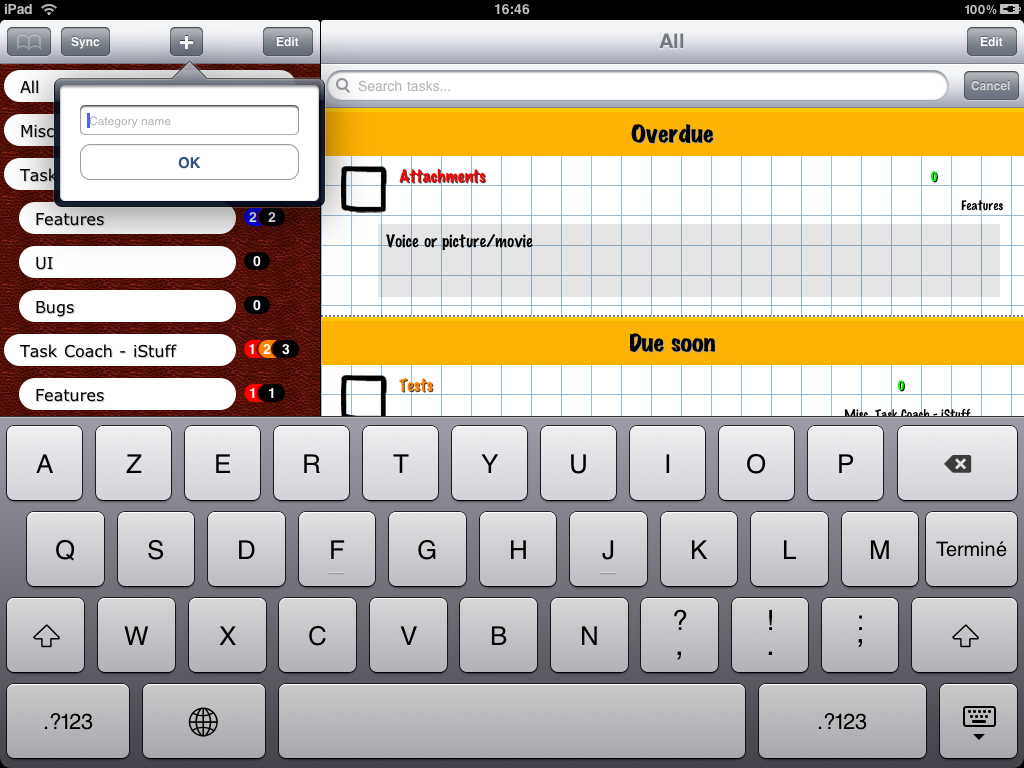 iPad 16:46 100%
Sync + Edit All Edit
All
Search tasks... Cancel
Category name
OK
Misc
Task
Features 2 2
UI 0
Bugs 0
Task Coach - iStuff 1 2 3
Features 1 1
Overdue
Attachments 0
Features
Voice or picture/movie
Due soon
Tests 0
Misc, Task Coach - iStuff
A Z E R T Y U I O P
Q S D F G H J K L M Terminé
W X C V B N ? , ! . : ;
.?123 .?123